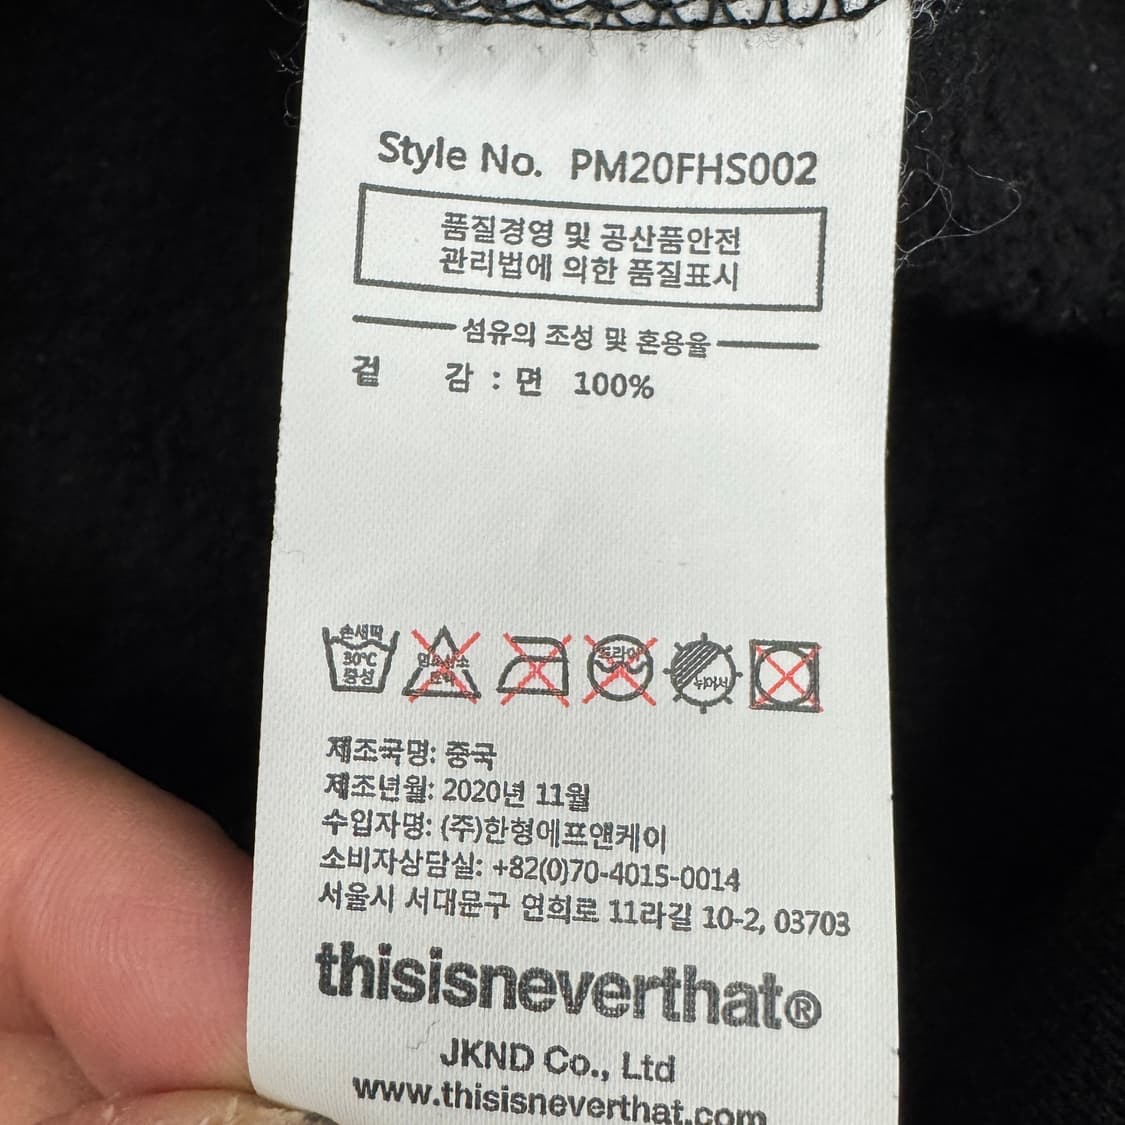 Style No. PM20FHS002
품질경영 및 공산품안전
관리법에 의한 품질표시
섬유의 조성 및 혼용율
겉 감 : 면 100%
손세탁
30℃
중성
드라이
뉘어서
제조국명: 중국
제조년월: 2020년 11월
수입자명: (주)한형에프앤케이
소비자상담실: +82(0)70-4015-0014
서울시 서대문구 연희로 11라길 10-2, 03703
thisisneverthat®
JKND Co., Ltd
www.thisisneverthat.com